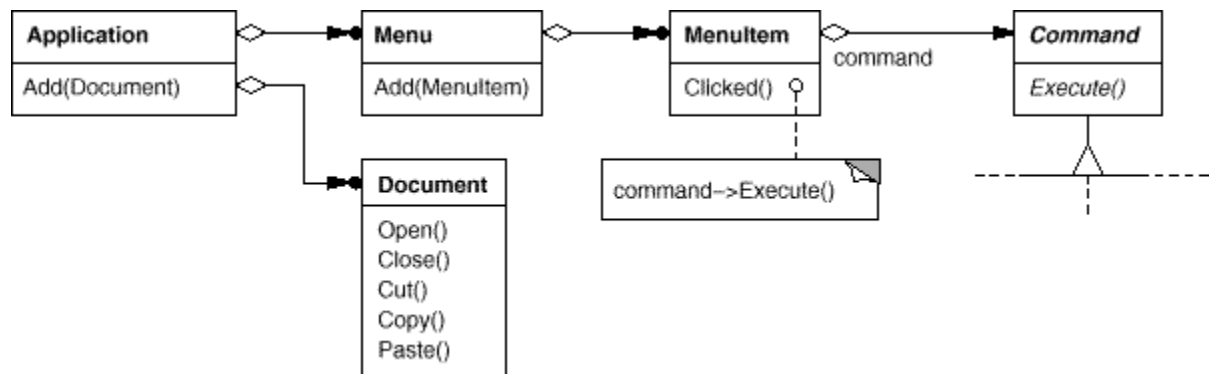 Application
Add(Document)
Menu
Add(MenuItem)
MenuItem
Clicked()
command
Command
Execute()
command->Execute()
Document
Open()
Close()
Cut()
Copy()
Paste()